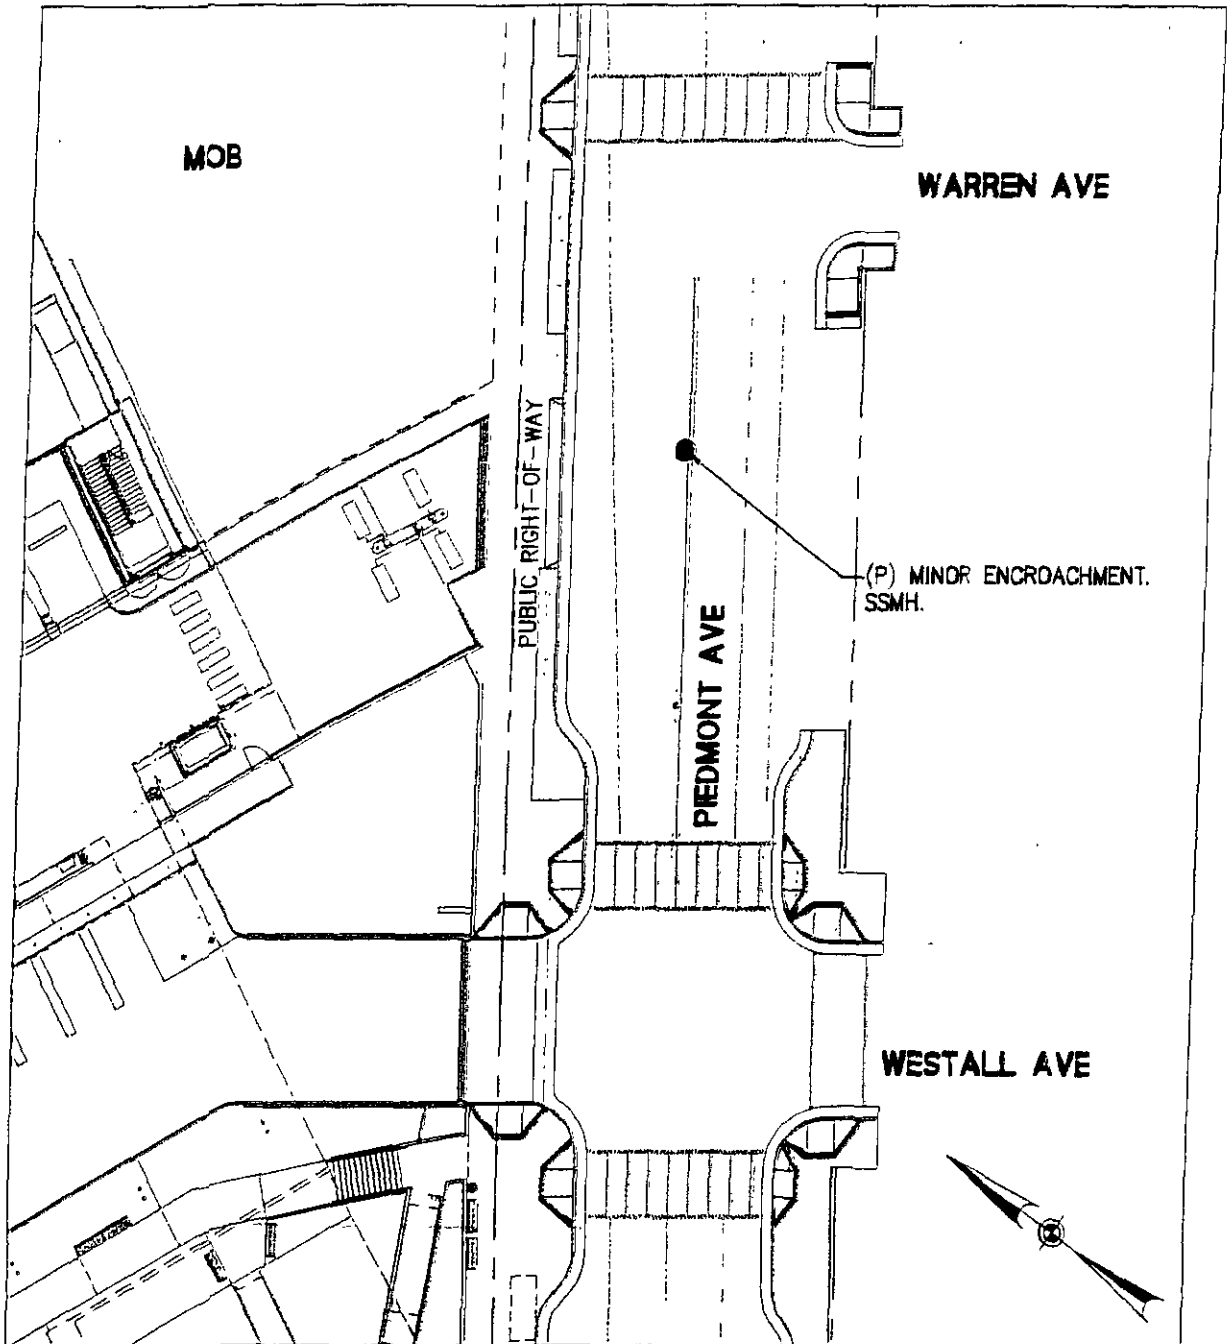 MOB
WARREN AVE
PUBLIC RIGHT-OF-WAY
(P) MINOR ENCROACHMENT.
SSMH.
PIEDMONT AVE
WESTALL AVE